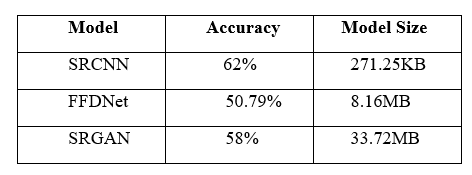 Model Accuracy Model Size
SRCNN 62% 271.25KB
FFDNet 50.79% 8.16MB
SRGAN 58% 33.72MB